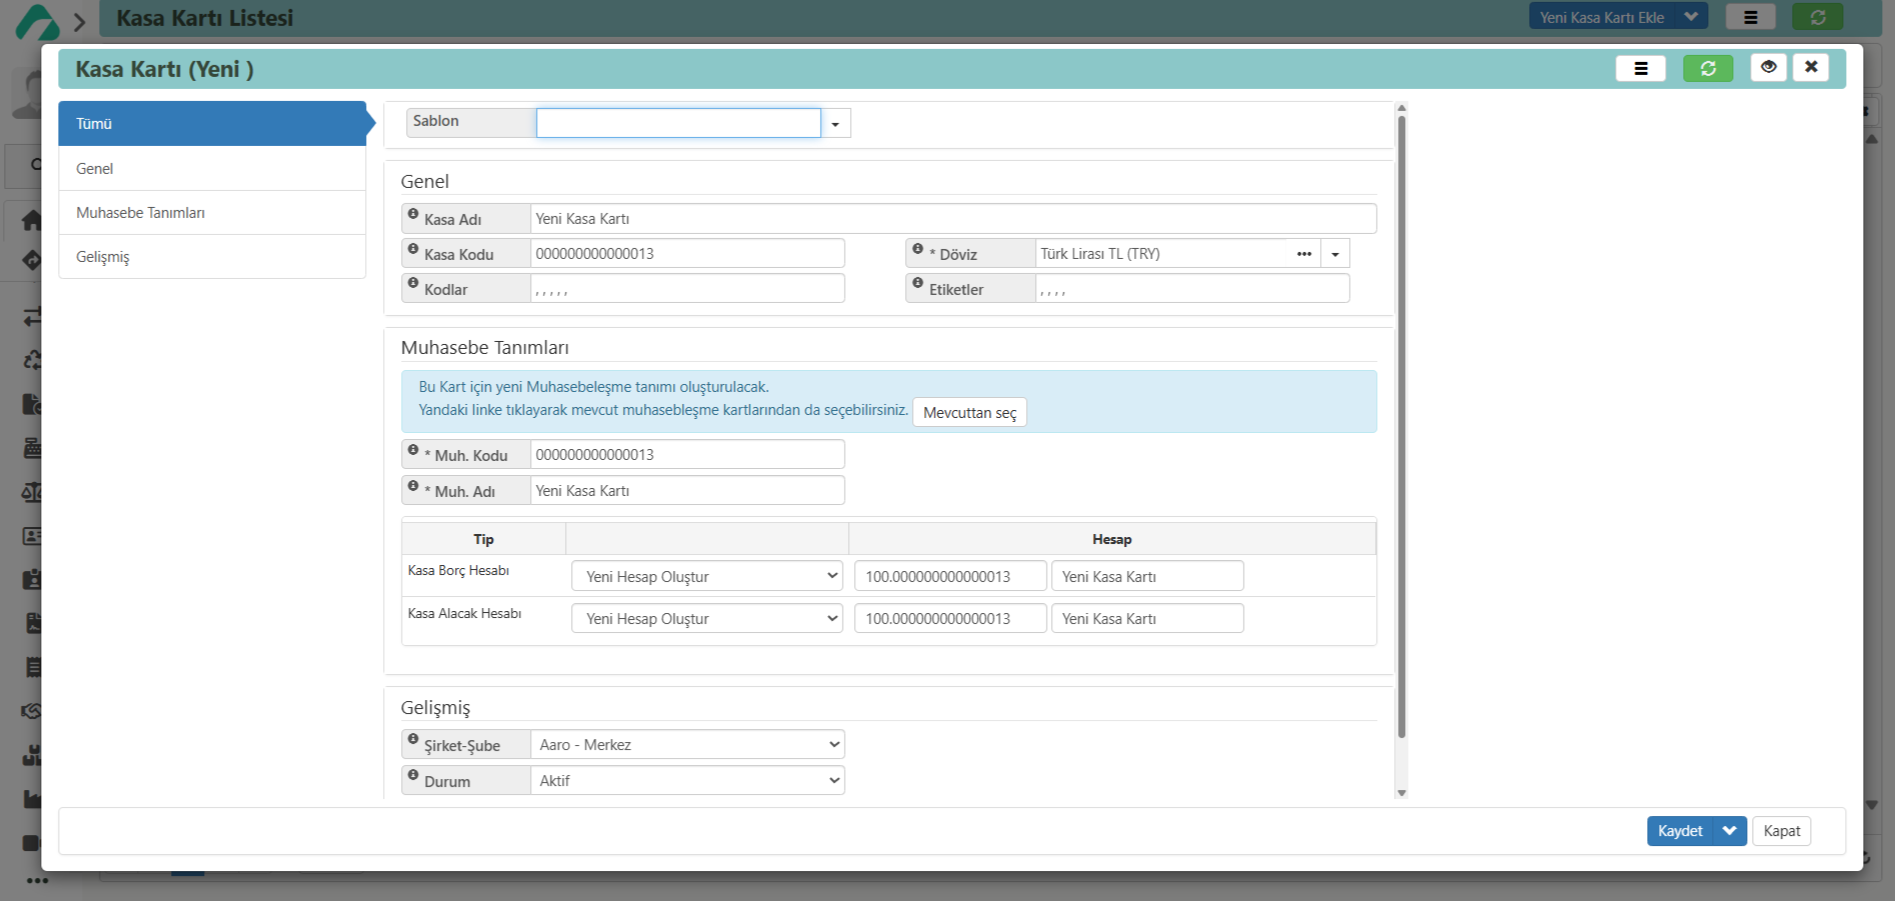 Kasa Kartı Listesi
Yeni Kasa Kartı Ekle
Kasa Kartı (Yeni )
Tümü
Genel
Muhasebe Tanımları
Gelişmiş
Sablon
Genel
Kasa Adı Yeni Kasa Kartı
Kasa Kodu 000000000000013 * Döviz Türk Lirası TL (TRY)
Kodlar , , , , , Etiketler , , , ,
Muhasebe Tanımları
Bu Kart için yeni Muhasebeleşme tanımı oluşturulacak.
Yandaki linke tıklayarak mevcut muhasebleşme kartlarından da seçebilirsiniz. Mevcuttan seç
* Muh. Kodu 000000000000013
* Muh. Adı Yeni Kasa Kartı
Tip Hesap
Kasa Borç Hesabı Yeni Hesap Oluştur 100.000000000000013 Yeni Kasa Kartı
Kasa Alacak Hesabı Yeni Hesap Oluştur 100.000000000000013 Yeni Kasa Kartı
Gelişmiş
Şirket-Şube Aaro - Merkez
Durum Aktif
Kaydet Kapat